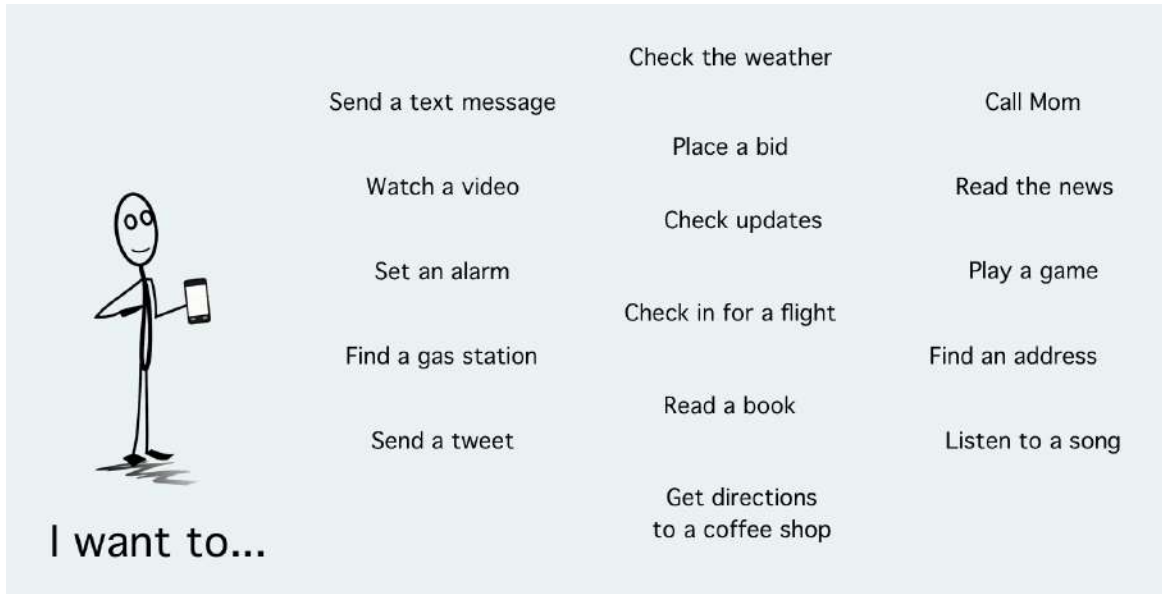 Check the weather
Send a text message
Call Mom
Place a bid
Watch a video
Read the news
Check updates
Set an alarm
Play a game
Check in for a flight
Find a gas station
Find an address
Read a book
Send a tweet
Listen to a song
Get directions
to a coffee shop
I want to...